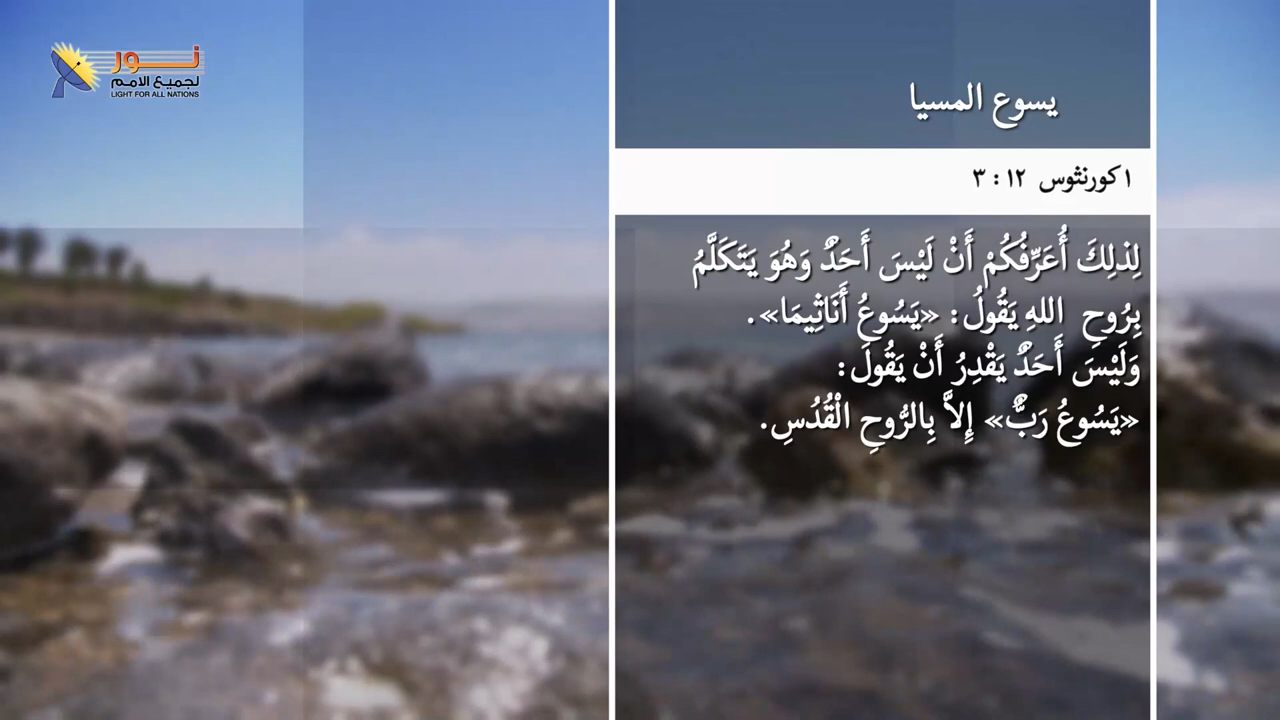 نور
لجميع الامم
LIGHT FOR ALL NATIONS
يسوع المسيا
١ كورنثوس ١٢ : ٣
لِذلِكَ أُعَرِّفُكُمْ أَنْ لَيْسَ أَحَدٌ وَهُوَ يَتَكَلَّمُ
بِرُوحِ اللهِ يَقُولُ: «يَسُوعُ أَنَاثِيمَا».
وَلَيْسَ أَحَدٌ يَقْدِرُ أَنْ يَقُولَ:
«يَسُوعُ رَبٌّ» إِلاَّ بِالرُّوحِ الْقُدُسِ.